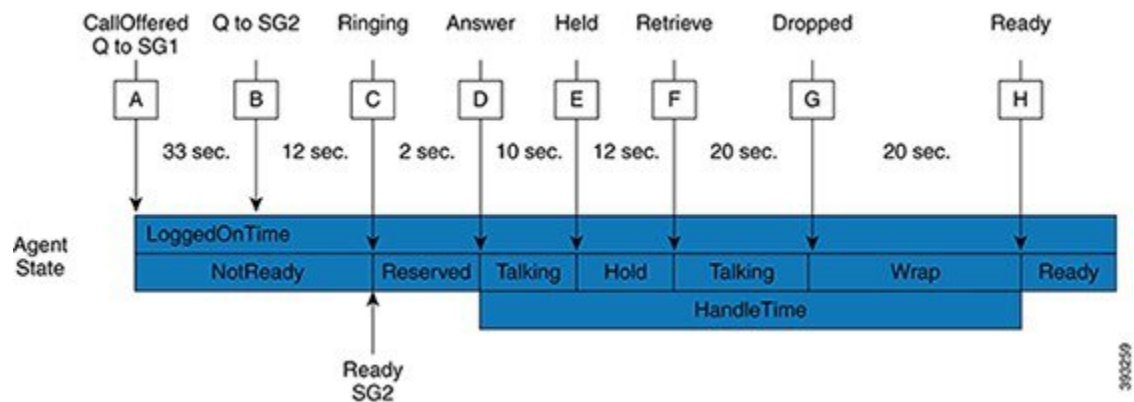 CallOffered Q to SG2 Ringing Answer Held Retrieve Dropped Ready
Q to SG1
A B C D E F G H
33 sec. 12 sec. 2 sec. 10 sec. 12 sec. 20 sec. 20 sec.
LoggedOnTime
Agent
State
NotReady Reserved Talking Hold Talking Wrap Ready
HandleTime
Ready
SG2
393259